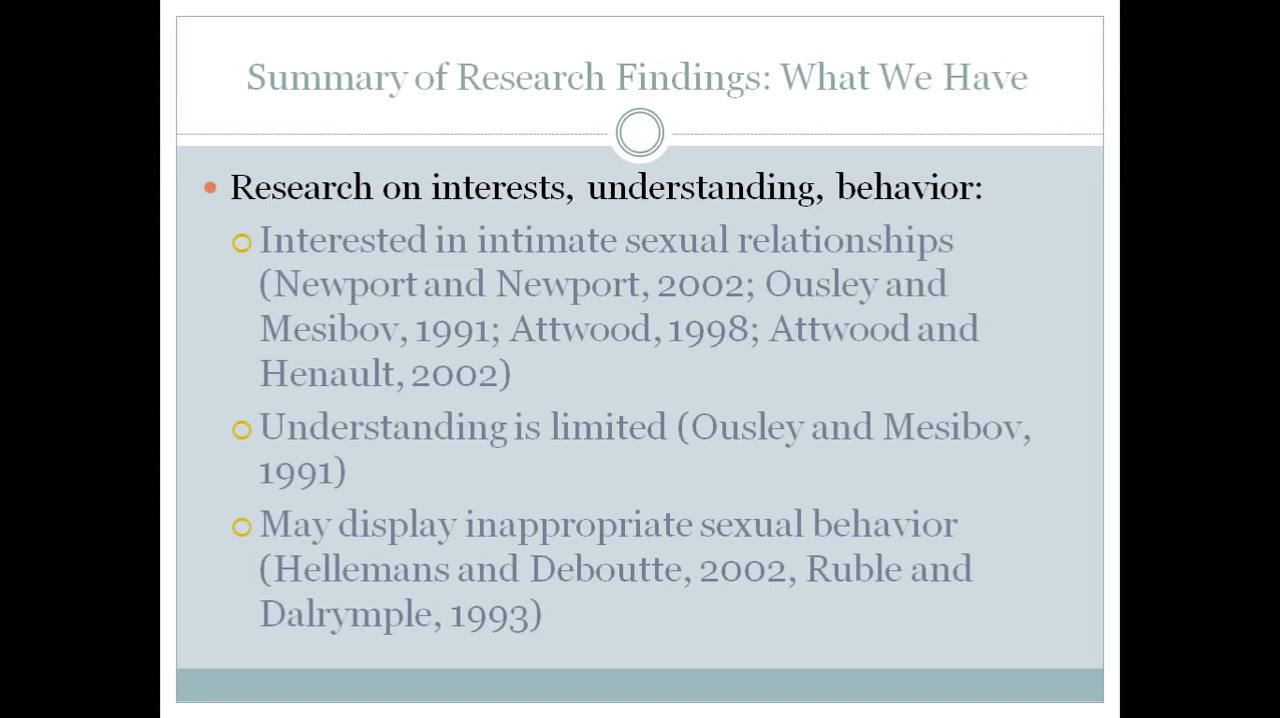 Summary of Research Findings: What We Have
Research on interests, understanding, behavior:
Interested in intimate sexual relationships
(Newport and Newport, 2002; Ousley and
Mesibov, 1991; Attwood, 1998; Attwood and
Henault, 2002)
Understanding is limited (Ousley and Mesibov,
1991)
May display inappropriate sexual behavior
(Hellemans and Deboutte, 2002, Ruble and
Dalrymple, 1993)